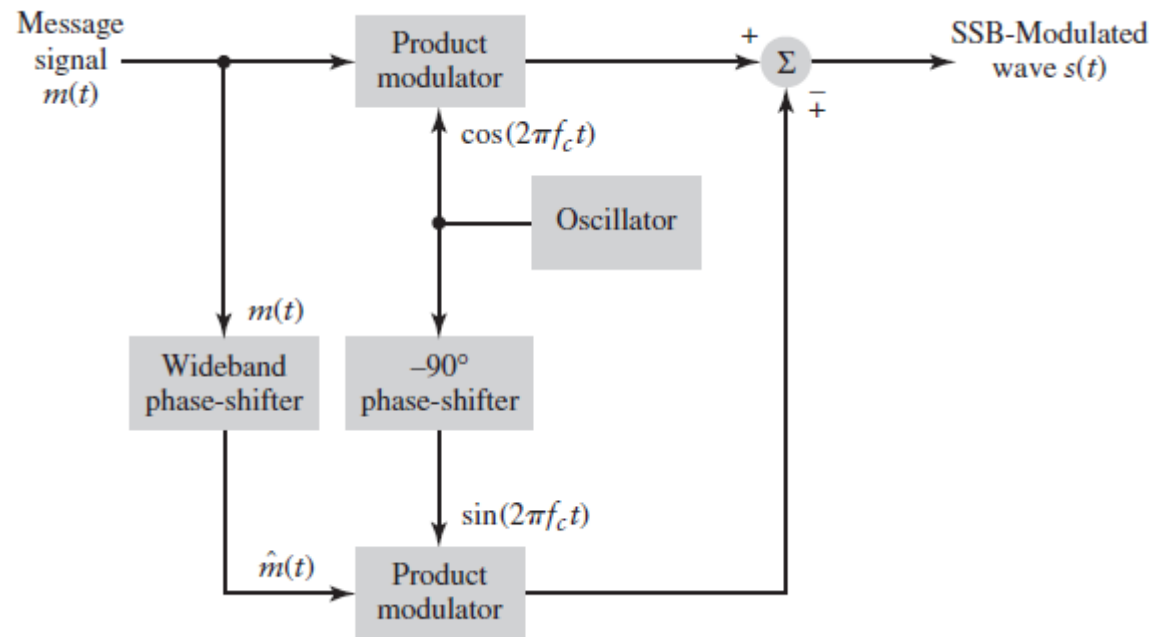 Message
signal
m(t)
Product
modulator
+
Σ
∓
SSB-Modulated
wave s(t)
cos(2πf_c t)
Oscillator
m(t)
Wideband
phase-shifter
–90°
phase-shifter
sin(2πf_c t)
m̂(t)
Product
modulator